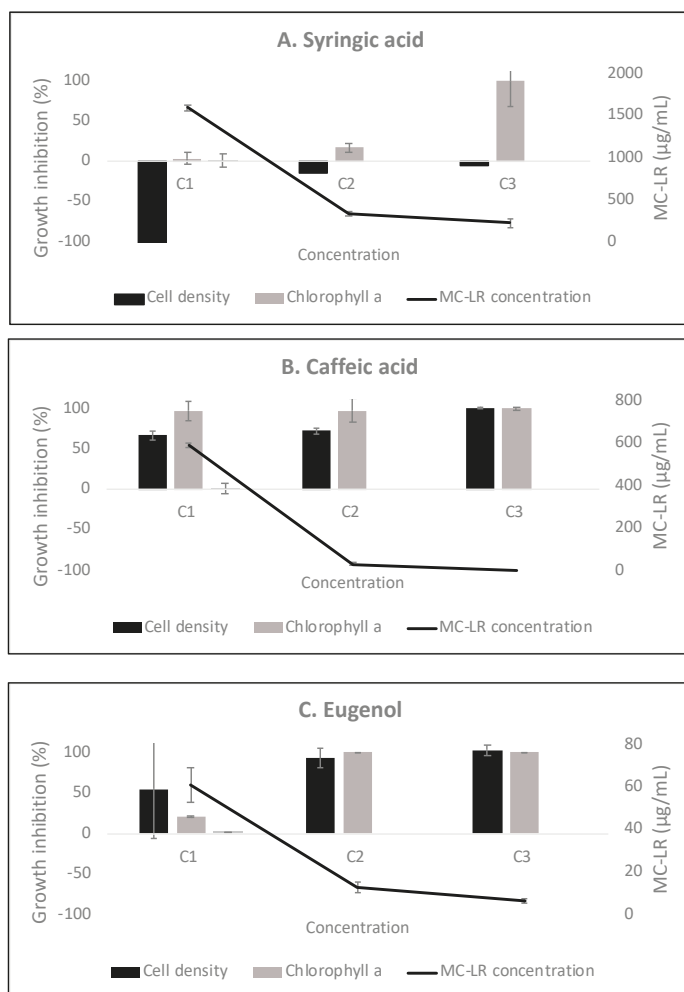 A. Syringic acid
Growth inhibition (%)
100
50
0
-50
-100
C1
C2
C3
2000
1500
1000
500
0
MC-LR (µg/mL)
Concentration
Cell density
Chlorophyll a
MC-LR concentration
B. Caffeic acid
Growth inhibition (%)
100
50
0
-50
-100
C1
C2
C3
800
600
400
200
0
MC-LR (µg/mL)
Concentration
Cell density
Chlorophyll a
MC-LR concentration
C. Eugenol
Growth inhibition (%)
100
50
0
-50
-100
C1
C2
C3
80
60
40
20
0
MC-LR (µg/mL)
Concentration
Cell density
Chlorophyll a
MC-LR concentration